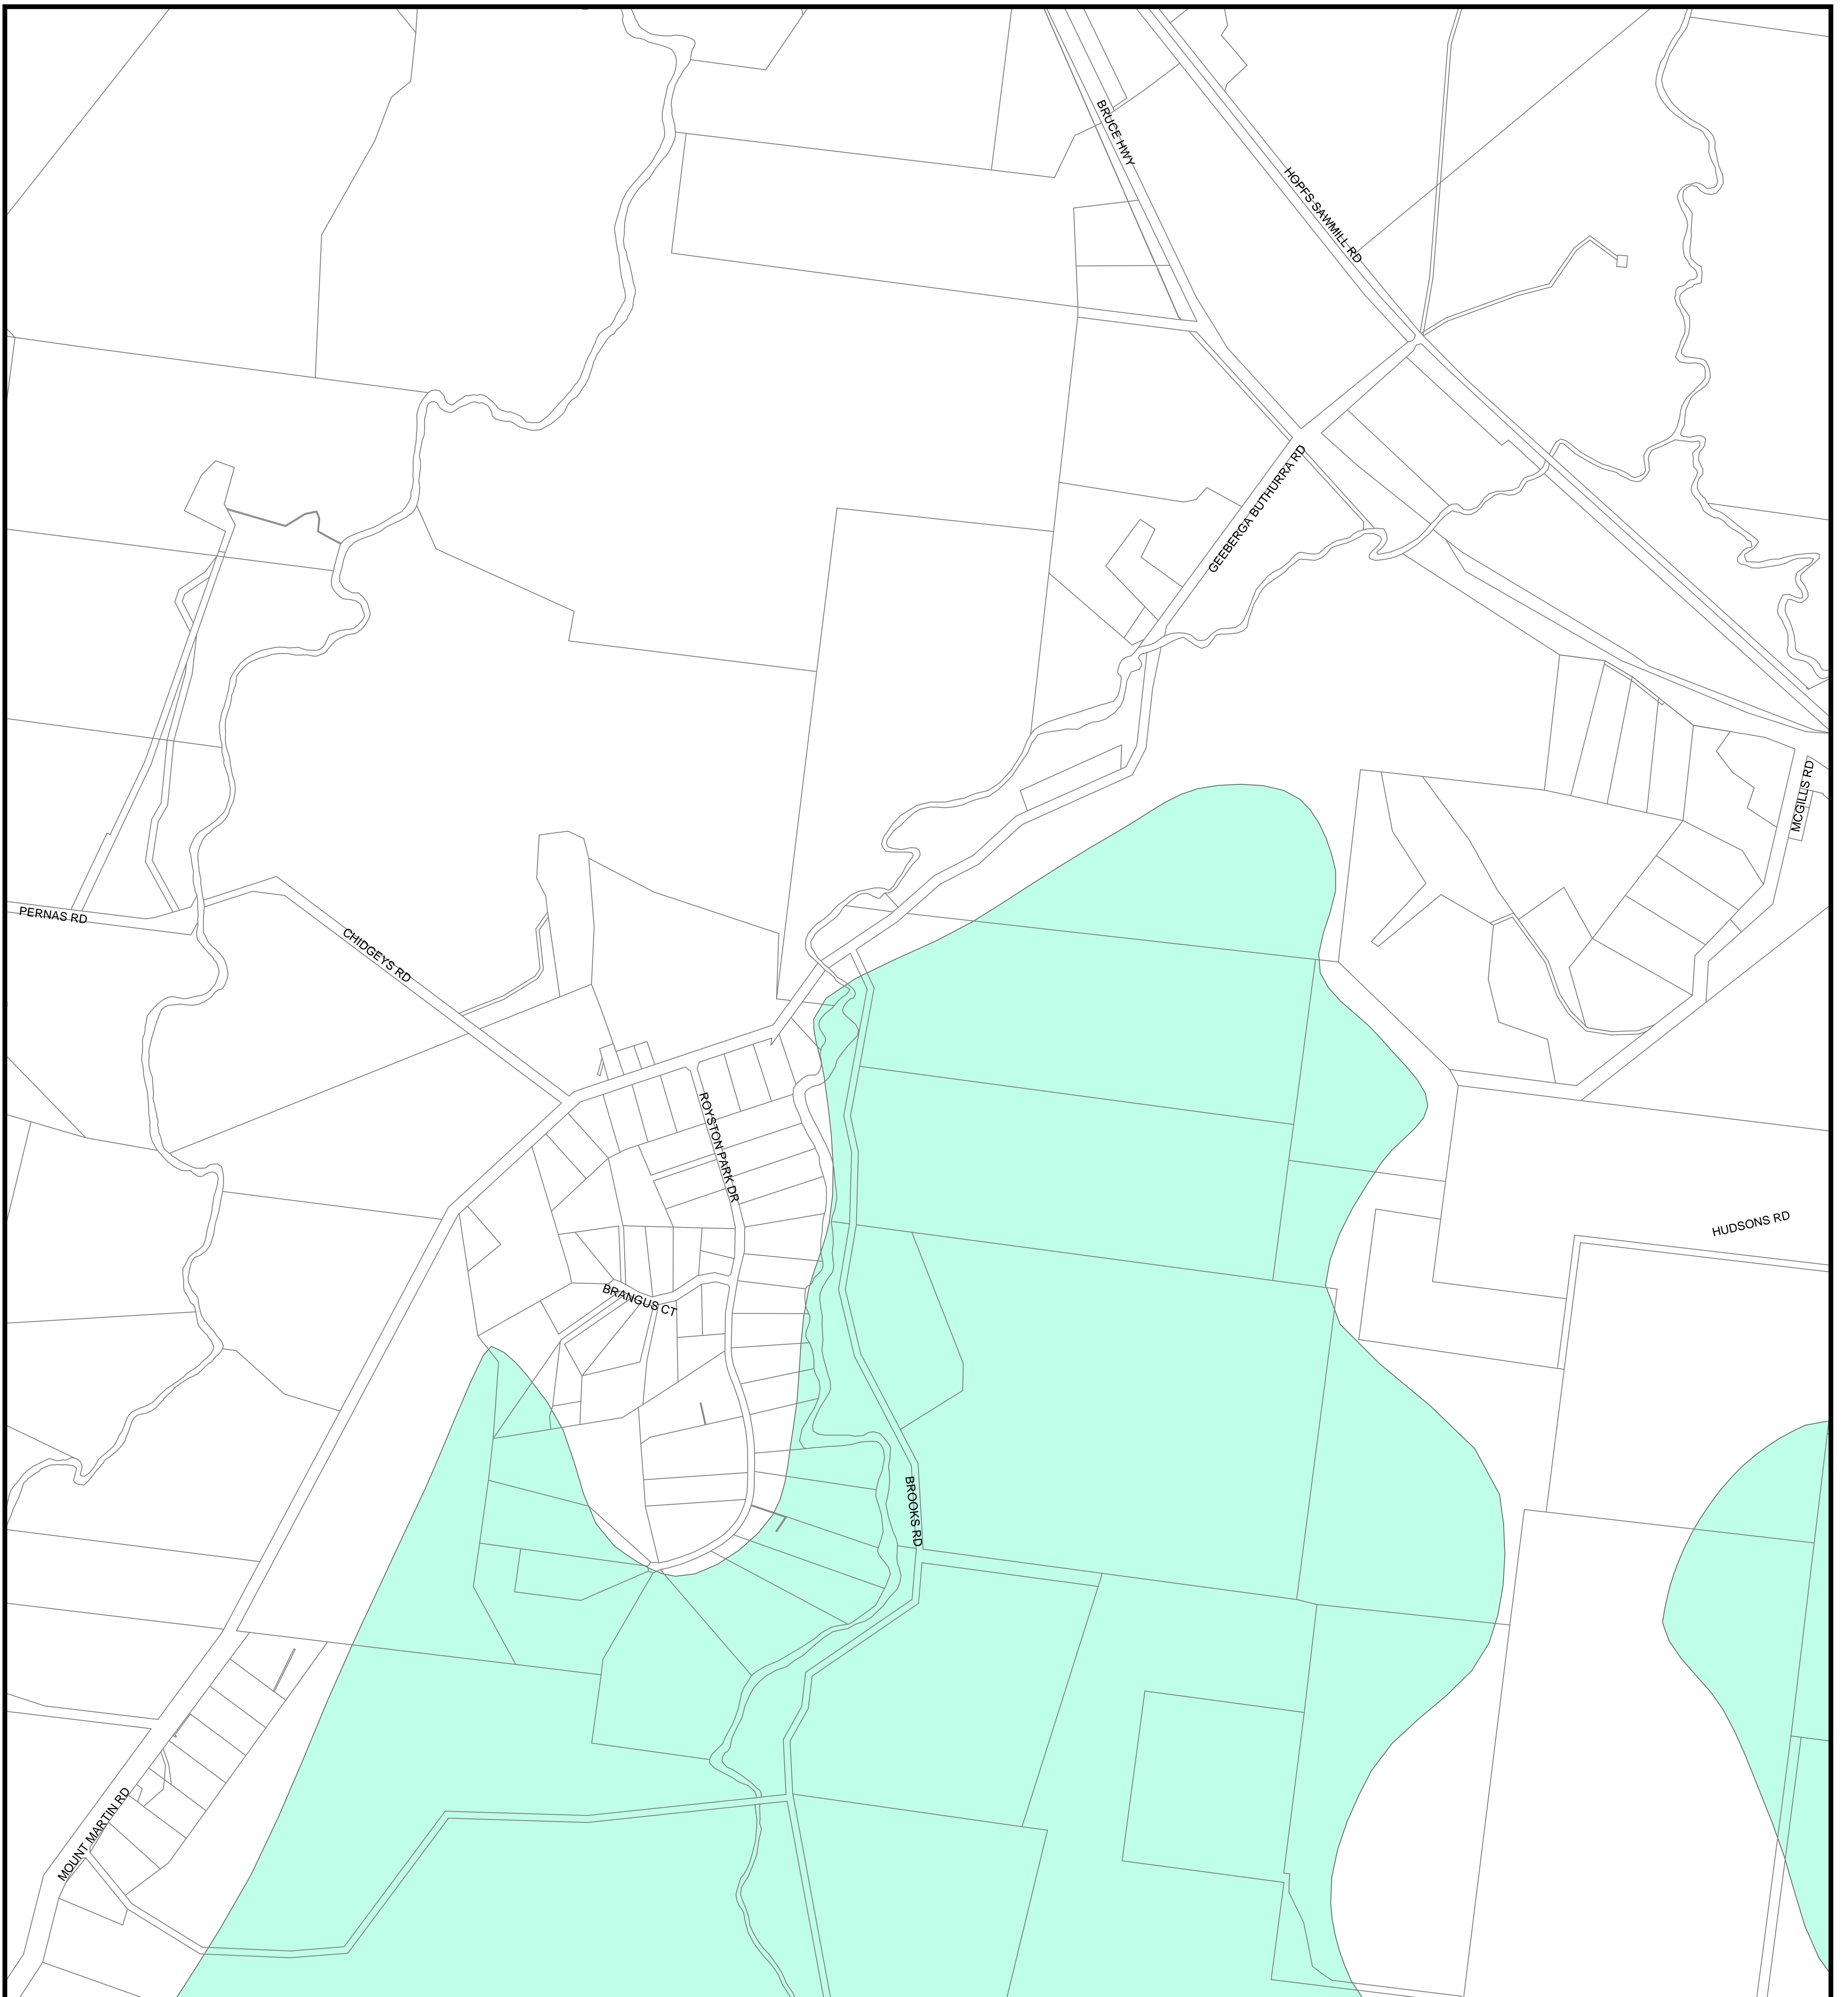 BRUCE HWY
HOPFS SAWMILL RD
GEEBERGA BUTHURRA RD
MCGILLS RD
PERNAS RD
CHIDGEYS RD
ROYSTON PARK DR
HUDSONS RD
BRANGUS CT
BROOKS RD
MOUNT MARTIN RD